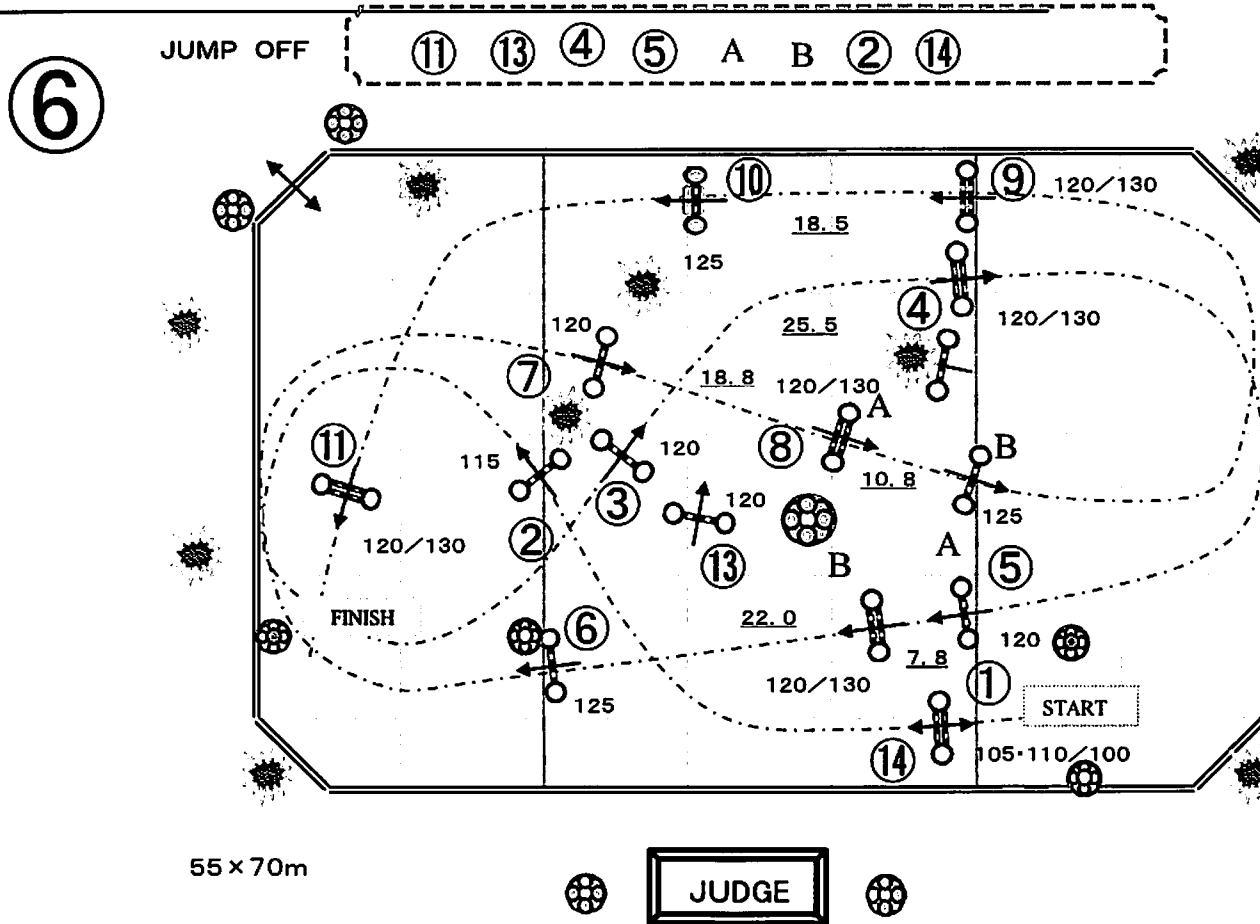 JUMP OFF ⑪ ⑬ ④ ⑤ A B ② ⑭
⑥
⑩ ⑨ 120/130
18.5
125
④ 120/130
25.5
120
⑦ 18.8 120/130 A
⑧ B
⑪ 115 120
③ 10.8
120 125
② 120/130
⑬ B A ⑤
FINISH
⑥ 22.0 120
7.8
125 120/130 ①
START
⑭ 105·110/100
55×70m
JUDGE